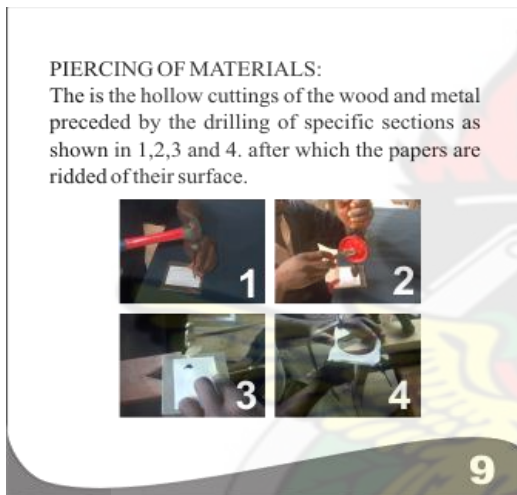 PIERCING OF MATERIALS:
The is the hollow cuttings of the wood and metal
preceded by the drilling of specific sections as
shown in 1,2,3 and 4. after which the papers are
ridded of their surface.
1
2
3
4
9